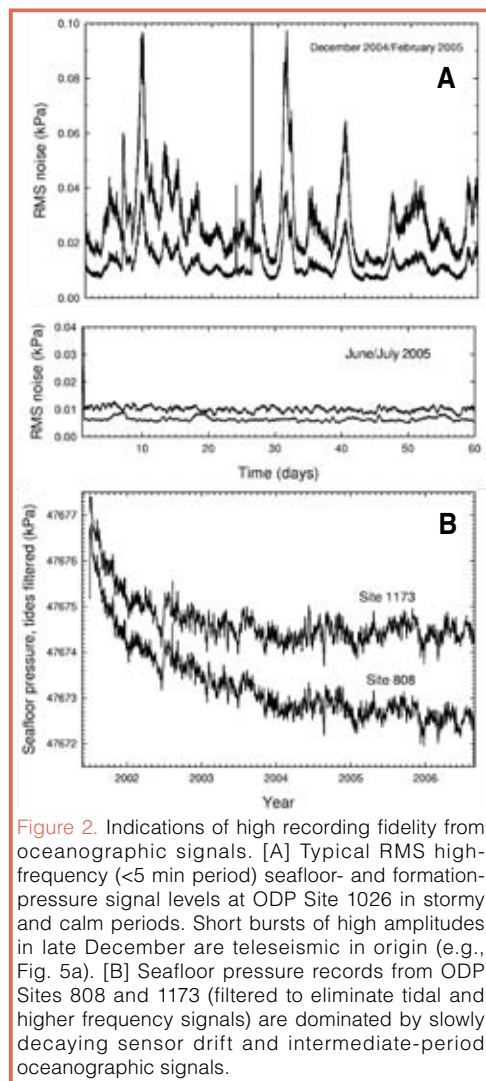 0.10
December 2004/February 2005
A
0.08
0.06
0.04
0.02
0.00
RMS noise (kPa)
0.04
June/July 2005
0.03
0.02
0.01
0.00
RMS noise (kPa)
10 20 30 40 50 60
Time (days)
B
47677
47676
47675
47674
47673
47672
Seafloor pressure, tides filtered (kPa)
Site 1173
Site 808
2002 2003 2004 2005 2006
Year
Figure 2. Indications of high recording fidelity from
oceanographic signals. [A] Typical RMS high-
frequency (<5 min period) seafloor- and formation-
pressure signal levels at ODP Site 1026 in stormy
and calm periods. Short bursts of high amplitudes
in late December are teleseismic in origin (e.g.,
Fig. 5a). [B] Seafloor pressure records from ODP
Sites 808 and 1173 (filtered to eliminate tidal and
higher frequency signals) are dominated by slowly
decaying sensor drift and intermediate-period
oceanographic signals.